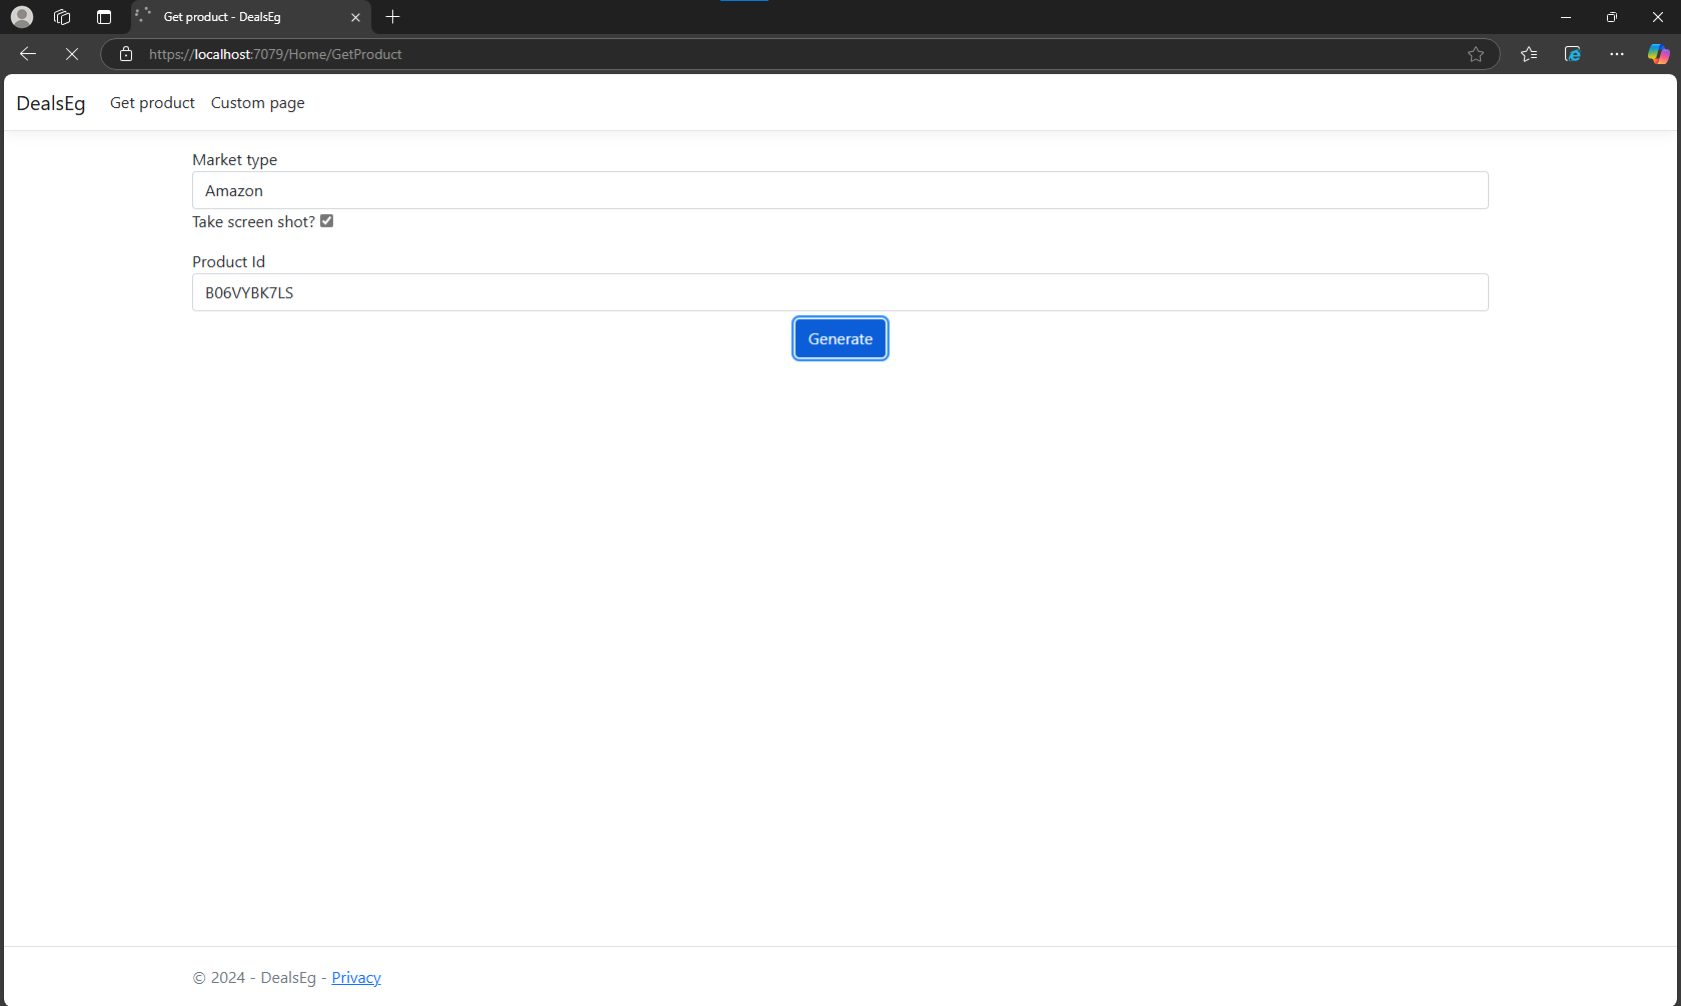 Get product - DealsEg
https://localhost:7079/Home/GetProduct
DealsEg Get product Custom page
Market type
Amazon
Take screen shot?
Product Id
B06VYBK7LS
Generate
© 2024 - DealsEg - Privacy